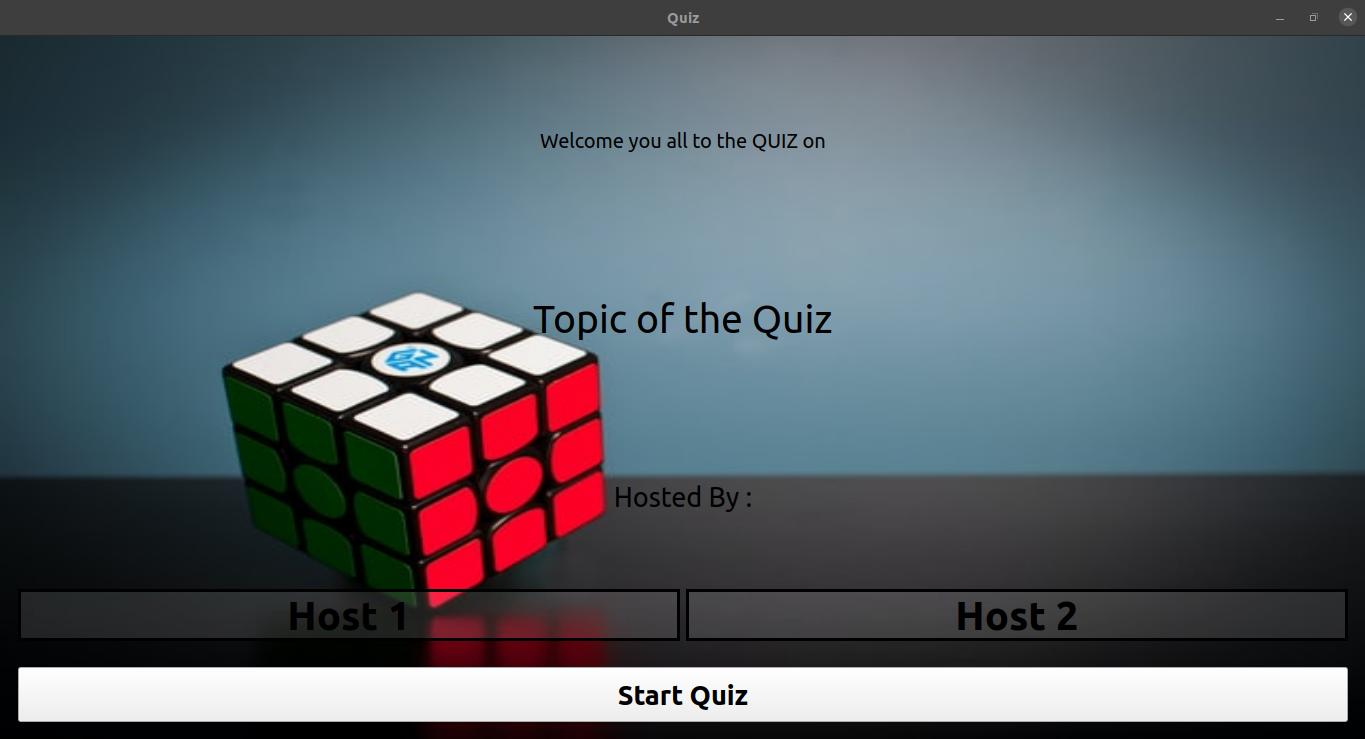 Quiz
Welcome you all to the QUIZ on
Topic of the Quiz
Hosted By :
Host 1
Host 2
Start Quiz